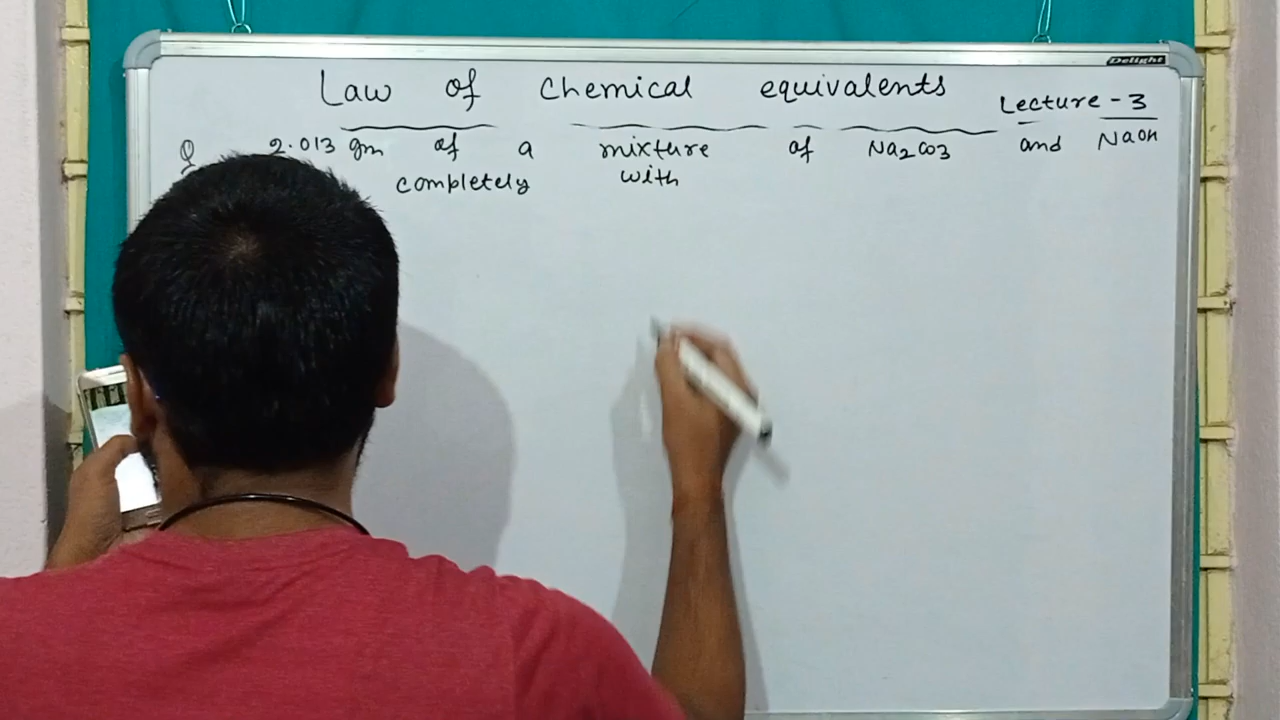 Delight
Law of chemical equivalents
Lecture - 3
Q 2.013 gm of a mixture of Na2CO3 and NaOH
completely with